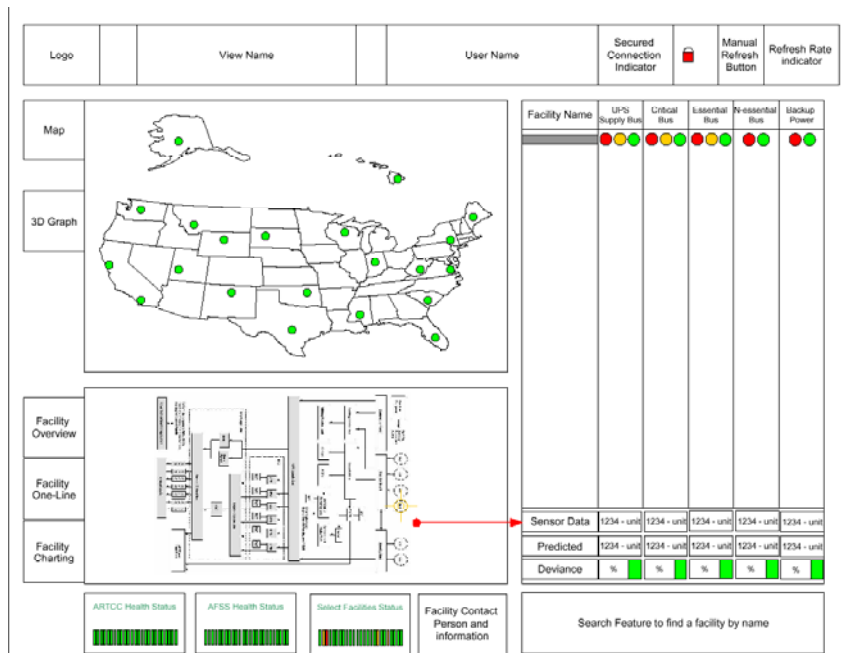 Logo
View Name
User Name
Secured
Connection
Indicator
Manual
Refresh
Button
Refresh Rate
indicator
Map
3D Graph
Facility Name
UPS
Supply Bus
Critical
Bus
Essential
Bus
N-essential
Bus
Backup
Power
Facility
Overview
Facility
One-Line
Facility
Charting
Sensor Data
1234 - unit
1234 - unit
1234 - unit
1234 - unit
1234 - unit
Predicted
1234 - unit
1234 - unit
1234 - unit
1234 - unit
1234 - unit
Deviance
%
%
%
%
%
ARTCC Health Status
AFSS Health Status
Select Facilities Status
Facility Contact
Person and
information
Search Feature to find a facility by name